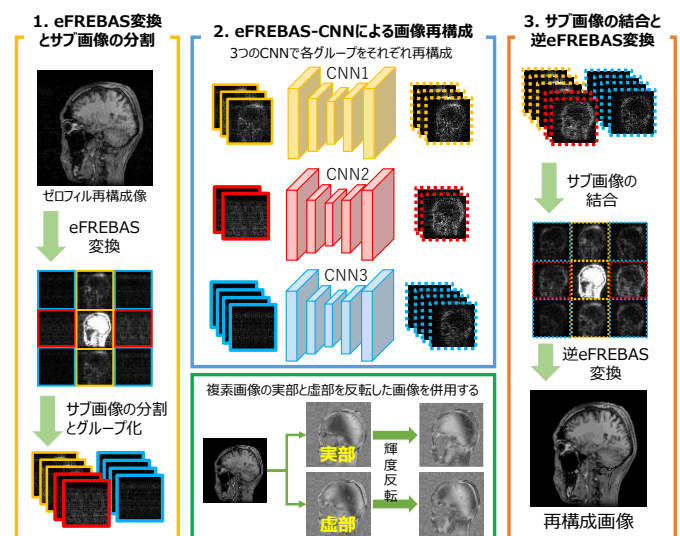 1. eFREBAS変換
とサブ画像の分割
ゼロフィル再構成像
eFREBAS
変換
サブ画像の分割
とグループ化
2. eFREBAS-CNNによる画像再構成
3つのCNNで各グループをそれぞれ再構成
CNN1
CNN2
CNN3
複素画像の実部と虚部を反転した画像を併用する
実部
虚部
輝度反転
3. サブ画像の結合と
逆eFREBAS変換
サブ画像の
結合
逆eFREBAS
変換
再構成画像